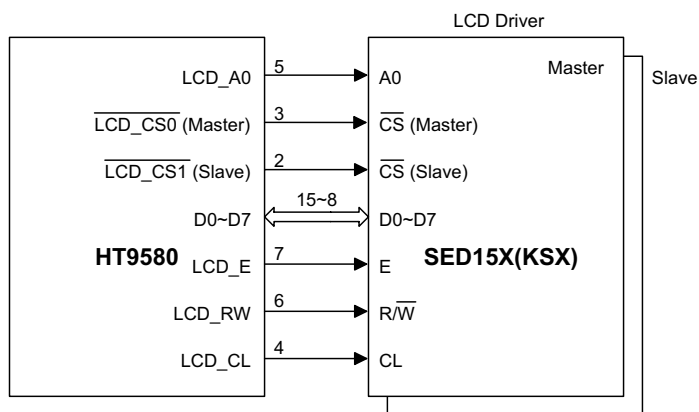 LCD Driver
Master
Slave
LCD_A0 5 A0
LCD_CS0 (Master) 3 CS (Master)
LCD_CS1 (Slave) 2 CS (Slave)
D0~D7 15~8 D0~D7
HT9580 SED15X(KSX)
LCD_E 7 E
LCD_RW 6 R/W
LCD_CL 4 CL